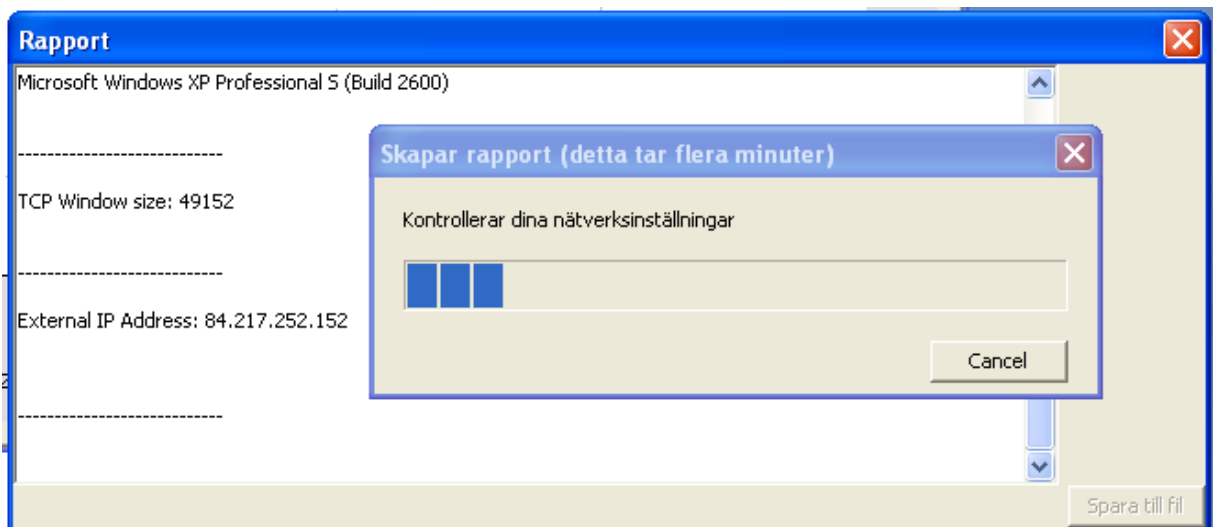 Rapport
Microsoft Windows XP Professional S (Build 2600)
---------------------------
TCP Window size: 49152
---------------------------
External IP Address: 84.217.252.152
---------------------------
Skapar rapport (detta tar flera minuter)
Kontrollerar dina nätverksinställningar
Cancel
Spara till fil